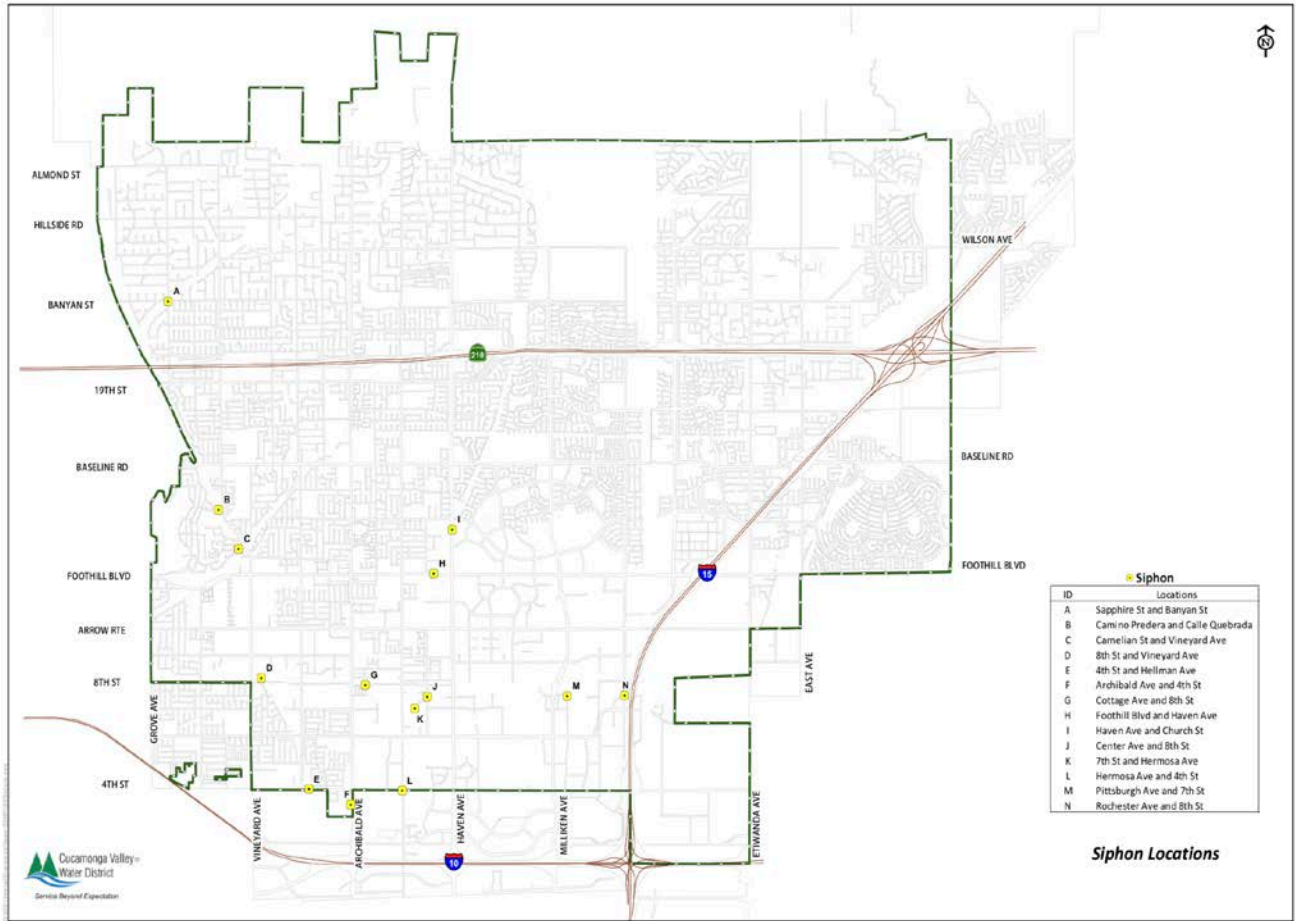 N
ALMOND ST
HILLSIDE RD
WILSON AVE
A
BANYAN ST
210
19TH ST
BASELINE RD
BASELINE RD
B
I
C
H
FOOTHILL BLVD
15
FOOTHILL BLVD
ARROW RTE
D
G
8TH ST
J
M
N
K
EAST AVE
GROVE AVE
4TH ST
E
F
L
VINEYARD AVE
ARCHIBALD AVE
HAVEN AVE
MILLIKEN AVE
ETIWANDA AVE
10
Siphon
ID Locations
A Sapphire St and Banyan St
B Camino Predera and Calle Quebrada
C Carnelian St and Vineyard Ave
D 8th St and Vineyard Ave
E 4th St and Hellman Ave
F Archibald Ave and 4th St
G Cottage Ave and 8th St
H Foothill Blvd and Haven Ave
I Haven Ave and Church St
J Center Ave and 8th St
K 7th St and Hermosa Ave
L Hermosa Ave and 4th St
M Pittsburgh Ave and 7th St
N Rochester Ave and 8th St
Siphon Locations
Cucamonga Valley
Water District
Service Beyond Expectation